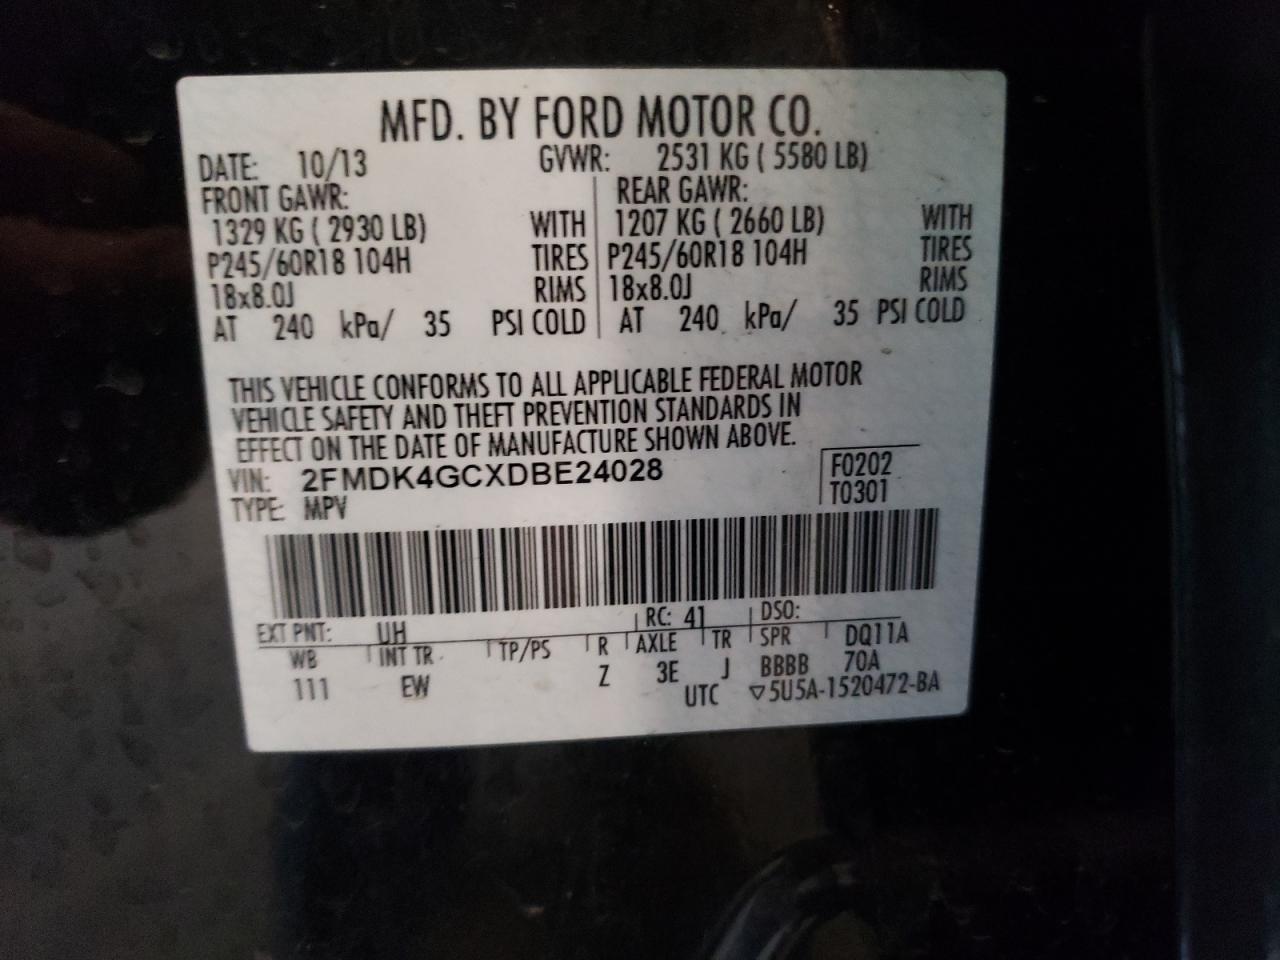 MFD. BY FORD MOTOR CO.
DATE: 10/13 GVWR: 2531 KG ( 5580 LB)
FRONT GAWR: REAR GAWR:
1329 KG ( 2930 LB) WITH 1207 KG ( 2660 LB) WITH
P245/60R18 104H TIRES P245/60R18 104H TIRES
18x8.0J RIMS 18x8.0J RIMS
AT 240 kPa/ 35 PSI COLD AT 240 kPa/ 35 PSI COLD
THIS VEHICLE CONFORMS TO ALL APPLICABLE FEDERAL MOTOR
VEHICLE SAFETY AND THEFT PREVENTION STANDARDS IN
EFFECT ON THE DATE OF MANUFACTURE SHOWN ABOVE.
VIN: 2FMDK4GCXDBE24028 F0202
TYPE: MPV T0301
EXT PNT: UH RC: 41 DSO:
WB INT TR TP/PS R AXLE TR SPR DQ11A
111 EW Z 3E J BBBB 70A
UTC ▽5U5A-1520472-BA